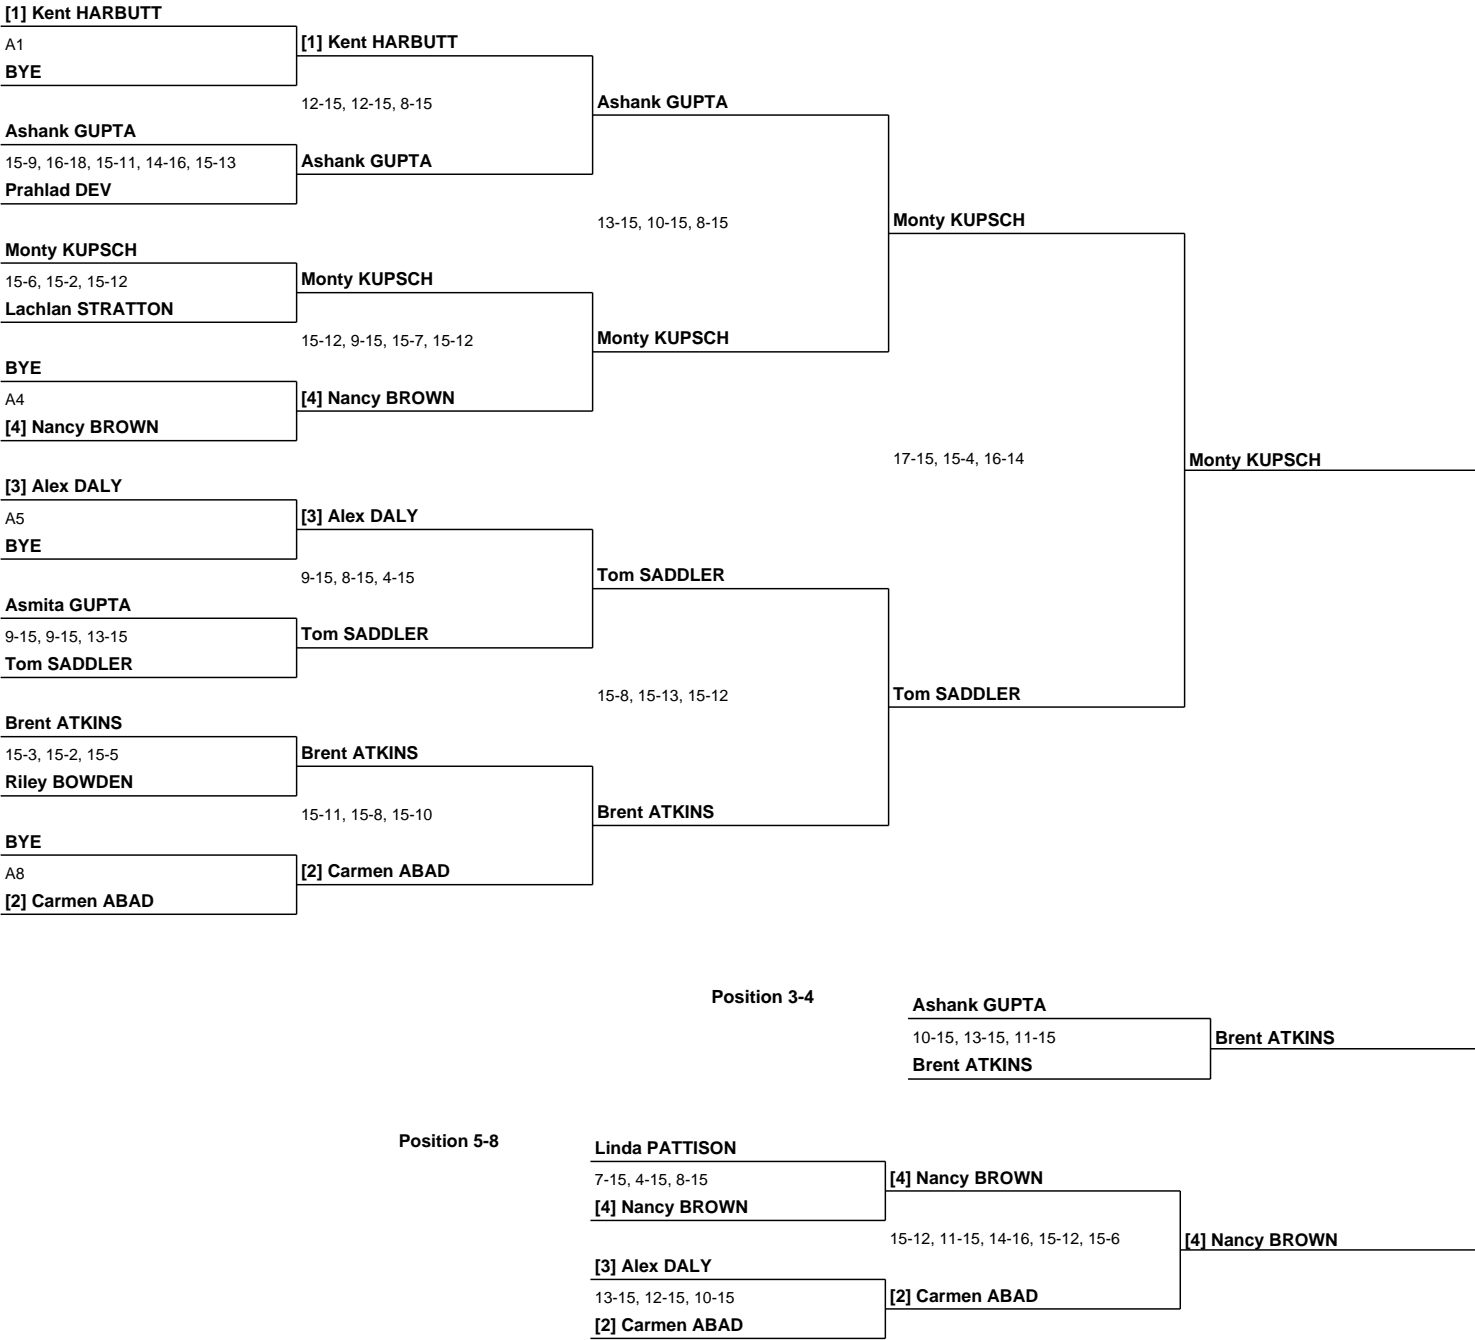 [1] Kent HARBUTT
A1
BYE
[1] Kent HARBUTT
12-15, 12-15, 8-15
Ashank GUPTA
Ashank GUPTA
15-9, 16-18, 15-11, 14-16, 15-13
Prahlad DEV
Ashank GUPTA
13-15, 10-15, 8-15
Monty KUPSCH
Monty KUPSCH
15-6, 15-2, 15-12
Lachlan STRATTON
Monty KUPSCH
15-12, 9-15, 15-7, 15-12
Monty KUPSCH
BYE
A4
[4] Nancy BROWN
[4] Nancy BROWN
17-15, 15-4, 16-14
Monty KUPSCH
[3] Alex DALY
A5
BYE
[3] Alex DALY
9-15, 8-15, 4-15
Tom SADDLER
Asmita GUPTA
9-15, 9-15, 13-15
Tom SADDLER
Tom SADDLER
15-8, 15-13, 15-12
Tom SADDLER
Brent ATKINS
15-3, 15-2, 15-5
Riley BOWDEN
Brent ATKINS
15-11, 15-8, 15-10
Brent ATKINS
BYE
A8
[2] Carmen ABAD
[2] Carmen ABAD
Position 3-4
Ashank GUPTA
10-15, 13-15, 11-15
Brent ATKINS
Brent ATKINS
Position 5-8
Linda PATTISON
7-15, 4-15, 8-15
[4] Nancy BROWN
[4] Nancy BROWN
15-12, 11-15, 14-16, 15-12, 15-6
[4] Nancy BROWN
[3] Alex DALY
13-15, 12-15, 10-15
[2] Carmen ABAD
[2] Carmen ABAD